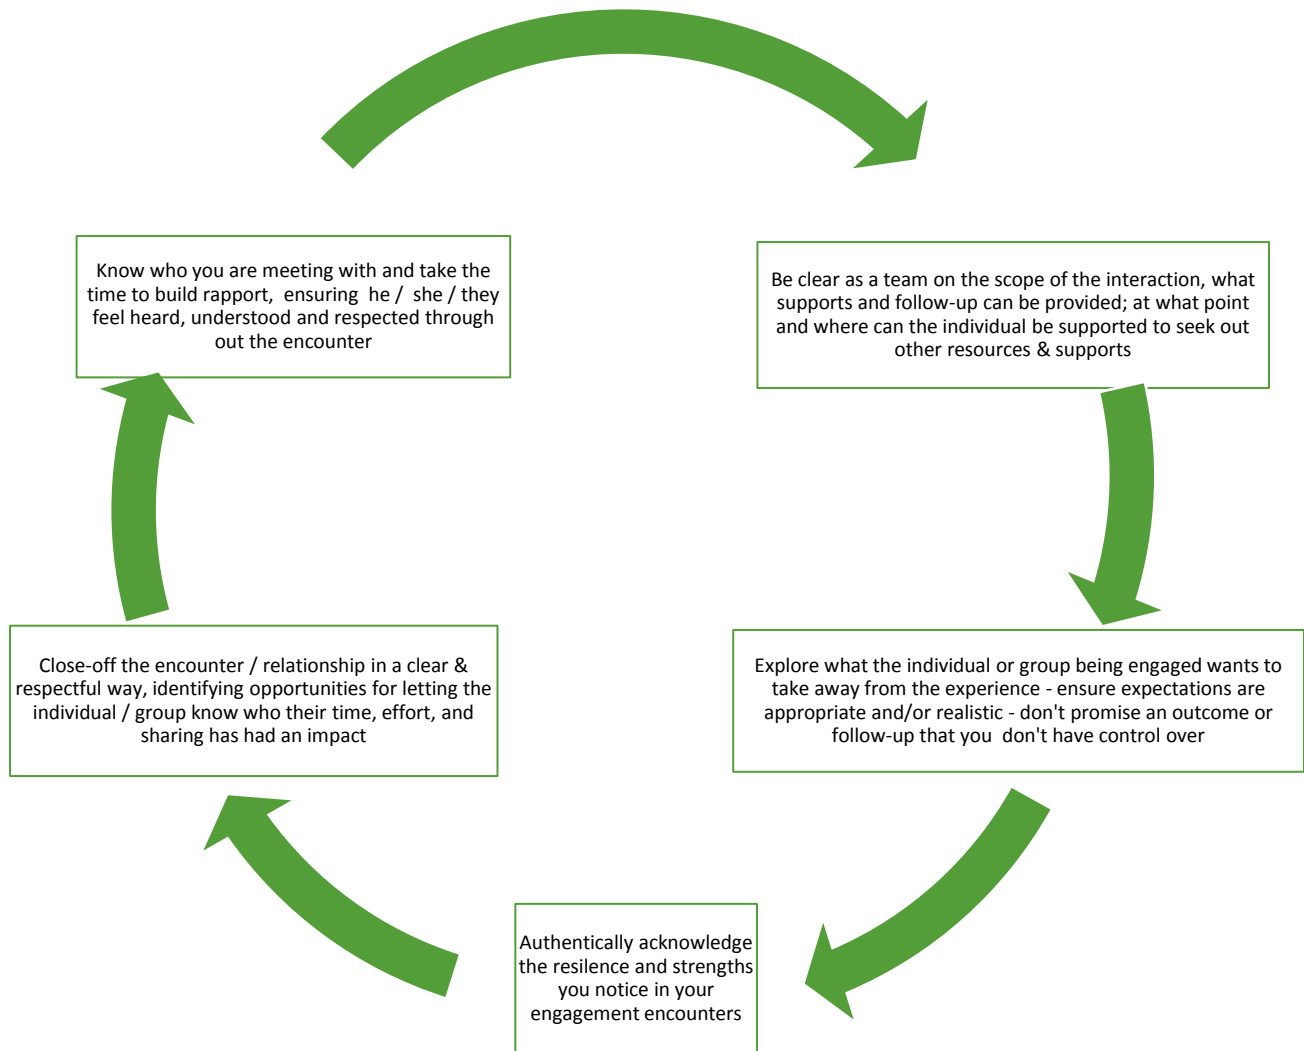 Know who you are meeting with and take the
time to build rapport,  ensuring  he /  she / they
feel heard, understood and respected through
out the encounter
Be clear as a team on the scope of the interaction, what
supports and follow-up can be provided; at what point
and where can the individual be supported to seek out
other resources & supports
Explore what the individual or group being engaged wants to
take away from the experience - ensure expectations are
appropriate and/or realistic - don't promise an outcome or
follow-up that you  don't have control over
Authentically acknowledge
the resilence and strengths
you notice in your
engagement encounters
Close-off the encounter / relationship in a clear &
respectful way, identifying opportunities for letting the
individual / group know who their time, effort, and
sharing has had an impact